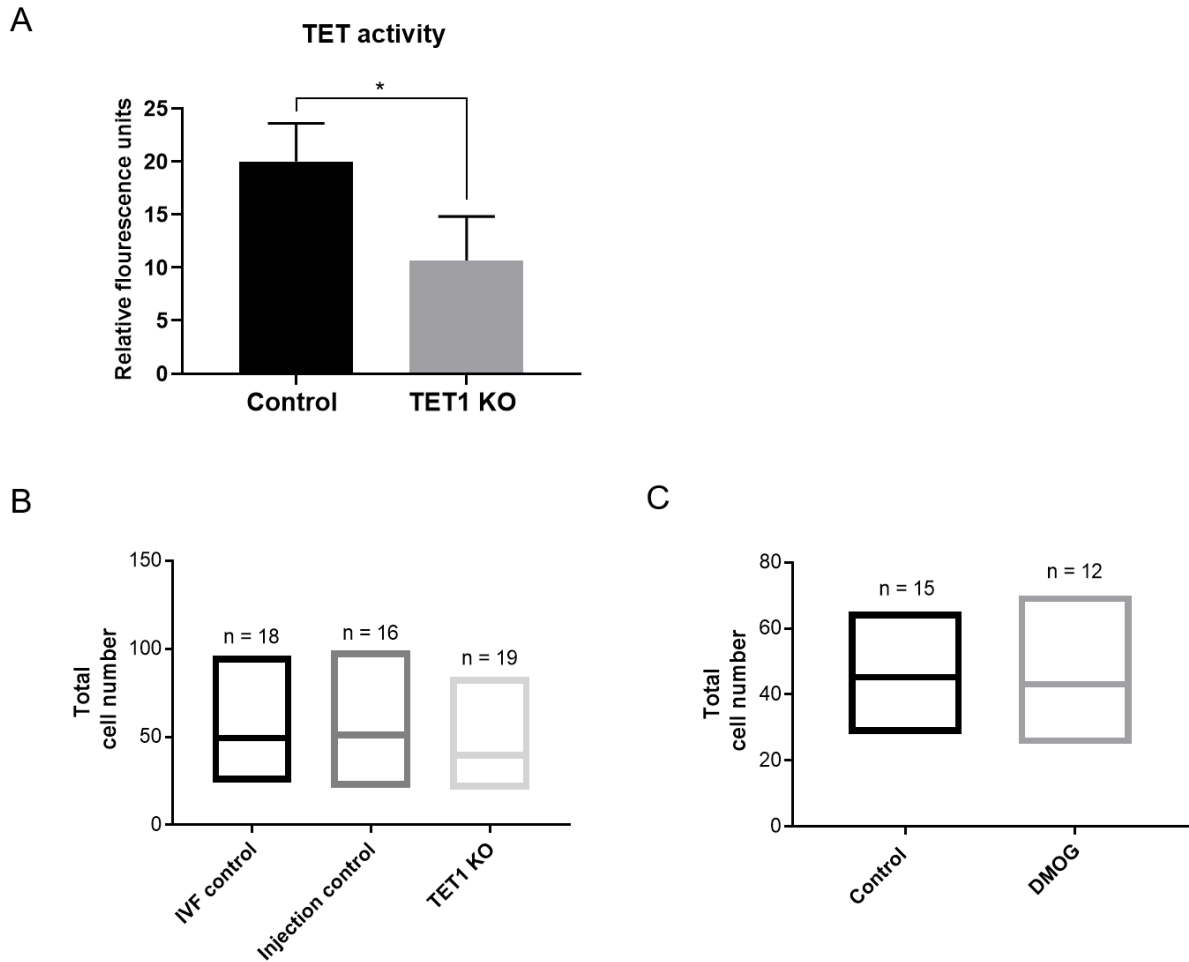 A
TET activity
*
Relative flourescence units
25
20
15
10
5
0
Control
TET1 KO
B
Total
cell number
150
100
50
0
n = 18
n = 16
n = 19
IVF control
Injection control
TET1 KO
C
Total
cell number
80
60
40
20
0
n = 15
n = 12
Control
DMOG